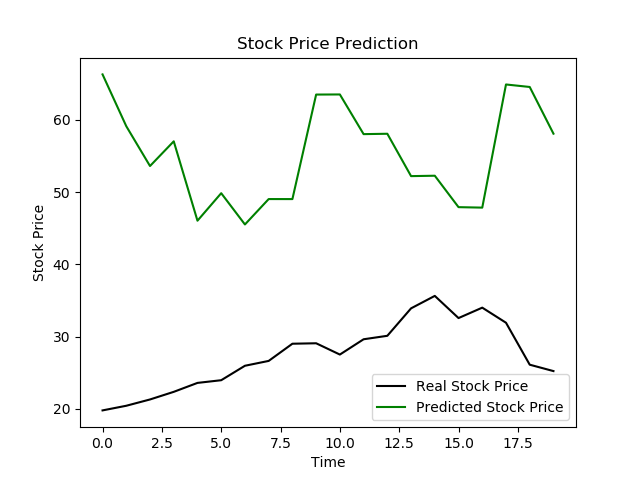 Stock Price Prediction
Stock Price
60
50
40
30
20
Real Stock Price
Predicted Stock Price
0.0 2.5 5.0 7.5 10.0 12.5 15.0 17.5
Time